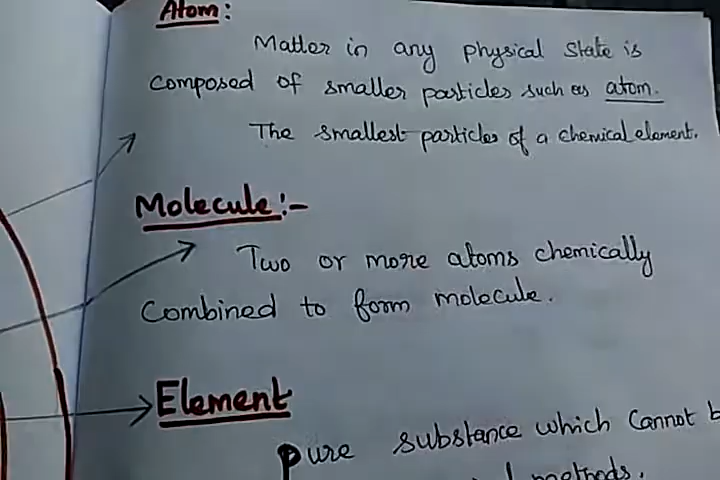 Atom:
Matter in any physical state is
composed of smaller particles such as atom.
The smallest particles of a chemical element.
Molecule:-
Two or more atoms chemically
Combined to form molecule.
Element
Pure substance which cannot b
methods.